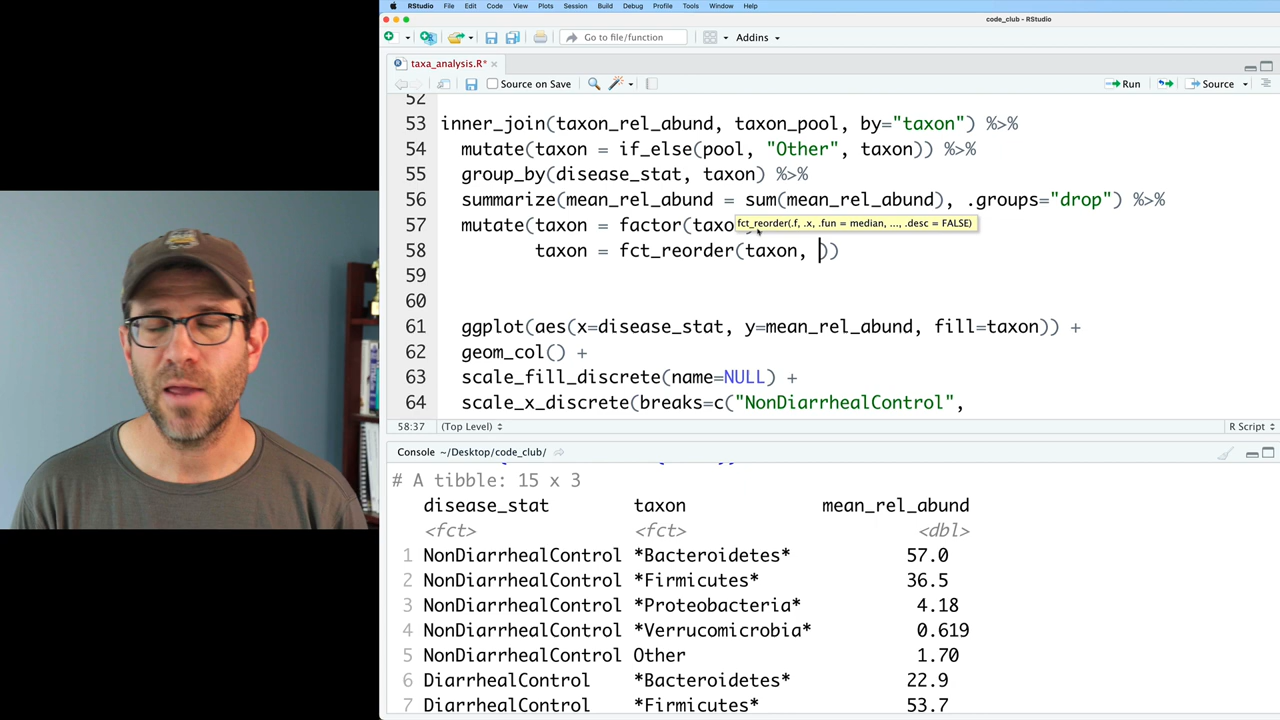 RStudio File Edit Code View Plots Session Build Debug Profile Tools Window Help
code_club - RStudio
Go to file/function Addins
taxa_analysis.R*
Source on Save Run Source
52
53 inner_join(taxon_rel_abund, taxon_pool, by="taxon") %>%
54 mutate(taxon = if_else(pool, "Other", taxon)) %>%
55 group_by(disease_stat, taxon) %>%
56 summarize(mean_rel_abund = sum(mean_rel_abund), .groups="drop") %>%
57 mutate(taxon = factor(taxo
fct_reorder(.f, .x, .fun = median, ..., .desc = FALSE)
58 taxon = fct_reorder(taxon, ))
59
60
61 ggplot(aes(x=disease_stat, y=mean_rel_abund, fill=taxon)) +
62 geom_col() +
63 scale_fill_discrete(name=NULL) +
64 scale_x_discrete(breaks=c("NonDiarrhealControl",
58:37 (Top Level) R Script
Console ~/Desktop/code_club/
# A tibble: 15 x 3
disease_stat taxon mean_rel_abund
<fct> <fct> <dbl>
1 NonDiarrhealControl *Bacteroidetes* 57.0
2 NonDiarrhealControl *Firmicutes* 36.5
3 NonDiarrhealControl *Proteobacteria* 4.18
4 NonDiarrhealControl *Verrucomicrobia* 0.619
5 NonDiarrhealControl Other 1.70
6 DiarrhealControl *Bacteroidetes* 22.9
7 DiarrhealControl *Firmicutes* 53.7